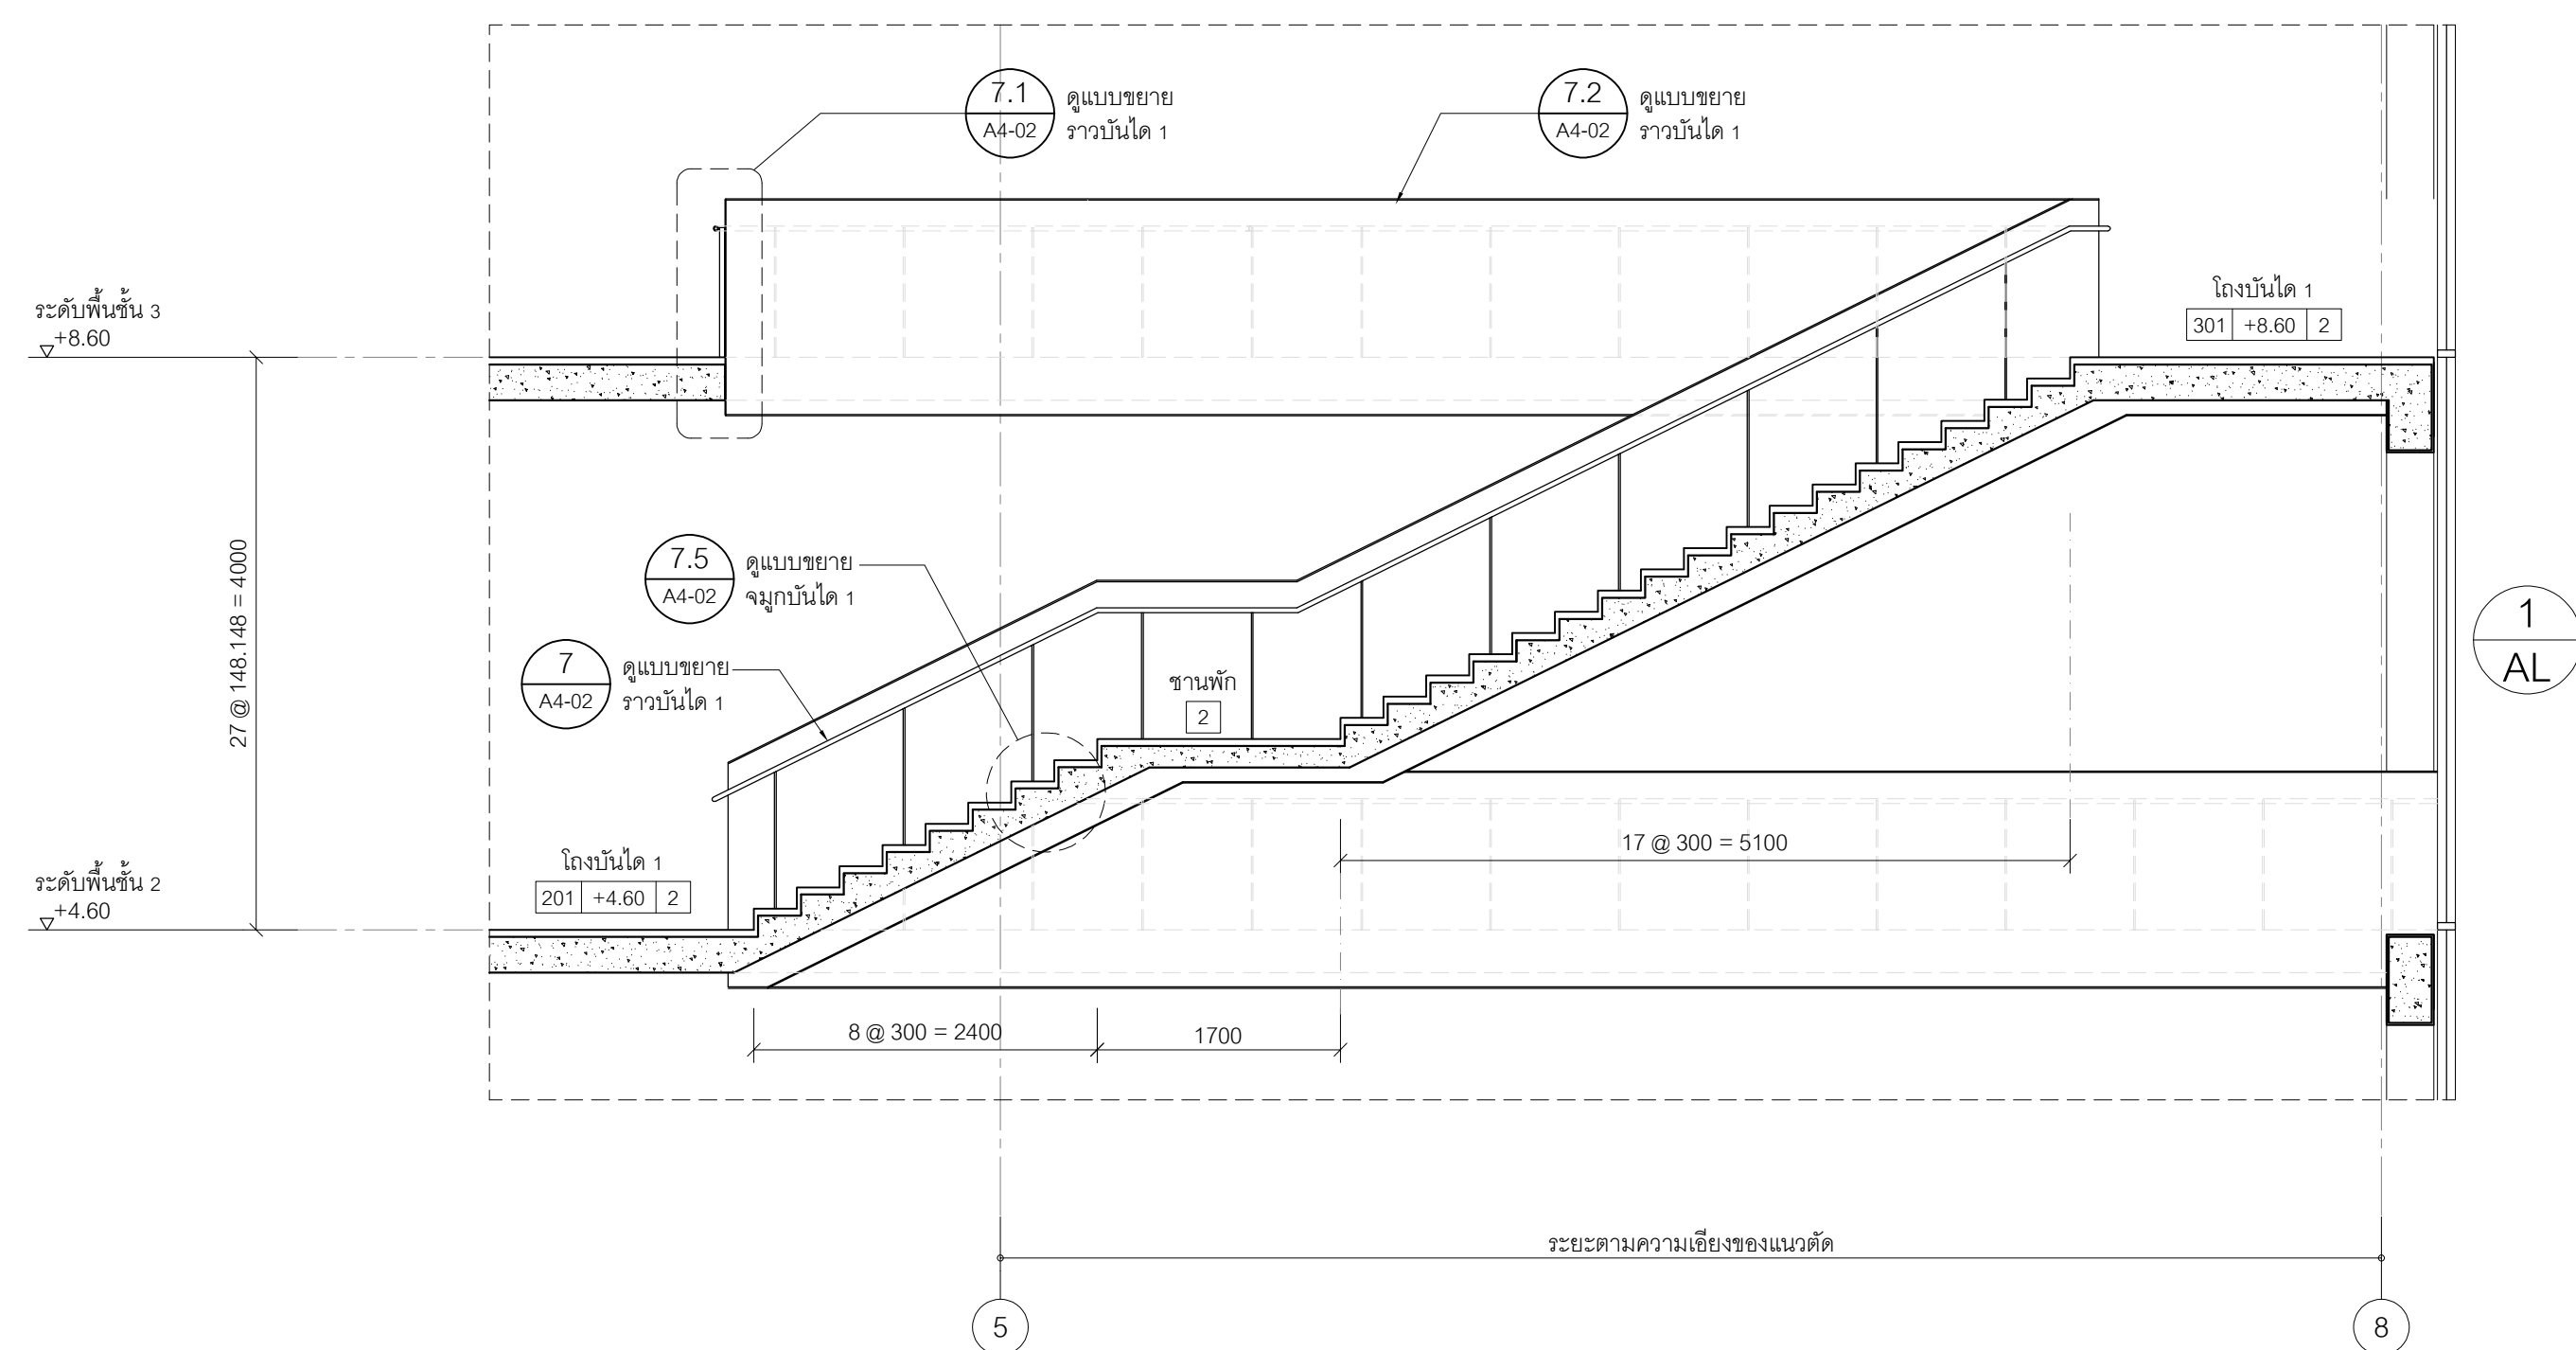 7.1
A4-02
ดูแบบขยาย
ราวบันได 1
7.2
A4-02
ดูแบบขยาย
ราวบันได 1
ระดับพื้นชั้น 3
+8.60
โถงบันได 1
301 +8.60 2
27 @ 148.148 = 4000
7.5
A4-02
ดูแบบขยาย
จมูกบันได 1
7
A4-02
ดูแบบขยาย
ราวบันได 1
ชานพัก
2
1
AL
17 @ 300 = 5100
ระดับพื้นชั้น 2
+4.60
โถงบันได 1
201 +4.60 2
8 @ 300 = 2400
1700
ระยะตามความเอียงของแนวตัด
5
8